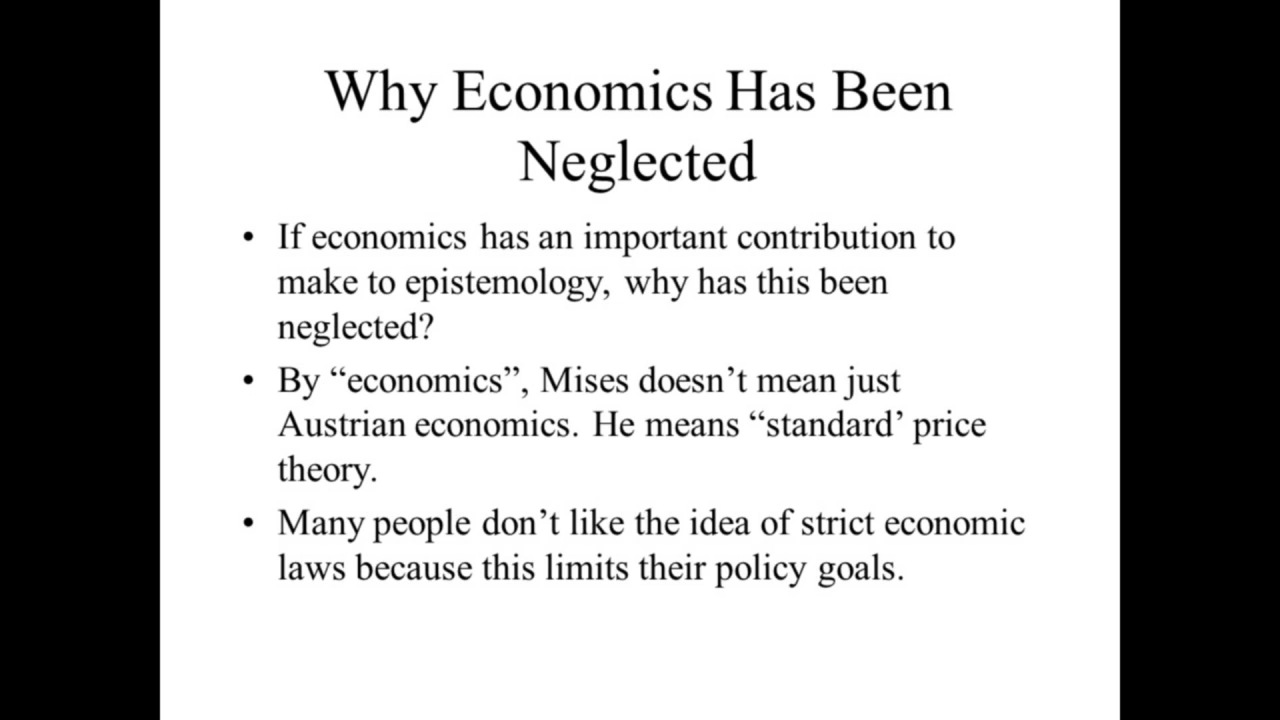 Why Economics Has Been
Neglected
• If economics has an important contribution to
make to epistemology, why has this been
neglected?
• By “economics”, Mises doesn’t mean just
Austrian economics. He means “standard’ price
theory.
• Many people don’t like the idea of strict economic
laws because this limits their policy goals.